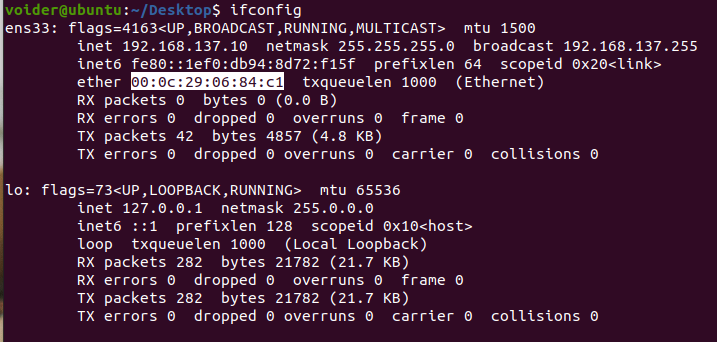 voider@ubuntu:~/Desktop$ ifconfig
ens33: flags=4163<UP,BROADCAST,RUNNING,MULTICAST>  mtu 1500
        inet 192.168.137.10  netmask 255.255.255.0  broadcast 192.168.137.255
        inet6 fe80::1ef0:db94:8d72:f15f  prefixlen 64  scopeid 0x20<link>
        ether 00:0c:29:06:84:c1  txqueuelen 1000  (Ethernet)
        RX packets 0  bytes 0 (0.0 B)
        RX errors 0  dropped 0  overruns 0  frame 0
        TX packets 42  bytes 4857 (4.8 KB)
        TX errors 0  dropped 0 overruns 0  carrier 0  collisions 0

lo: flags=73<UP,LOOPBACK,RUNNING>  mtu 65536
        inet 127.0.0.1  netmask 255.0.0.0
        inet6 ::1  prefixlen 128  scopeid 0x10<host>
        loop  txqueuelen 1000  (Local Loopback)
        RX packets 282  bytes 21782 (21.7 KB)
        RX errors 0  dropped 0  overruns 0  frame 0
        TX packets 282  bytes 21782 (21.7 KB)
        TX errors 0  dropped 0 overruns 0  carrier 0  collisions 0